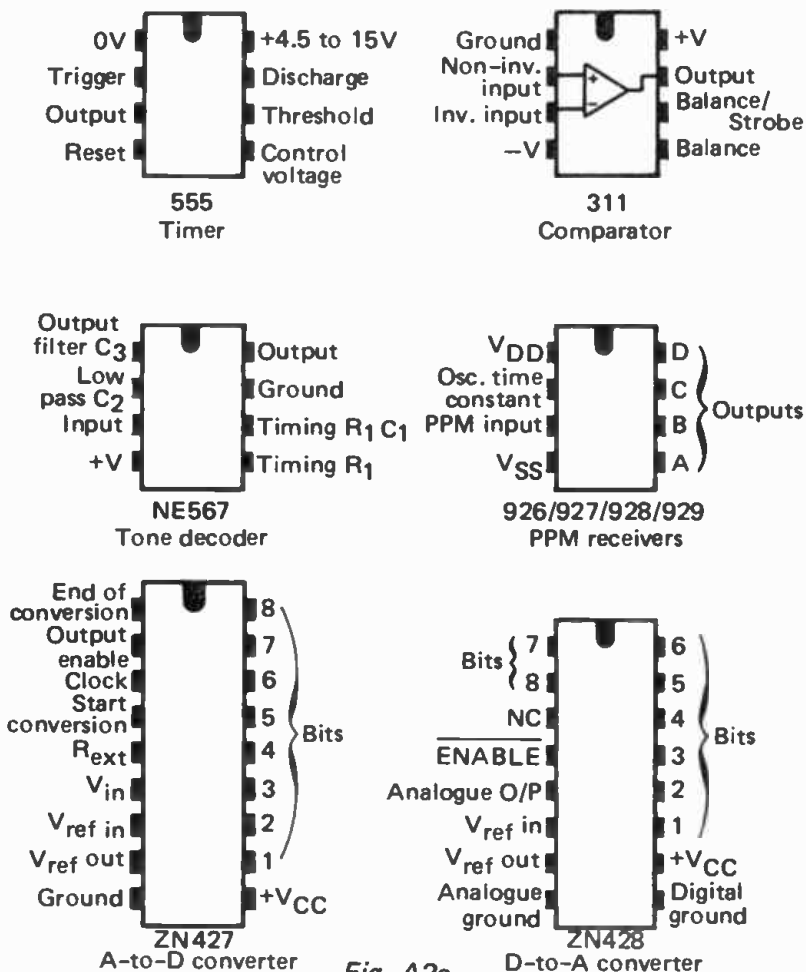 0V
Trigger
Output
Reset
+4.5 to 15V
Discharge
Threshold
Control
voltage
555
Timer
Ground
Non-inv.
input
Inv. input
−V
+
−
+V
Output
Balance/
Strobe
Balance
311
Comparator
Output
filter C3
Low
pass C2
Input
+V
Output
Ground
Timing R1 C1
Timing R1
NE567
Tone decoder
VDD
Osc. time
constant
PPM input
VSS
D
C
B
A
Outputs
926/927/928/929
PPM receivers
End of
conversion
Output
enable
Clock
Start
conversion
Rext
Vin
Vref in
Vref out
Ground
8
7
6
5
4
3
2
1
Bits
+VCC
ZN427
A-to-D converter
Bits
7
8
NC
ENABLE
Analogue O/P
Vref in
Vref out
Analogue
ground
6
5
4
3
2
1
Bits
+VCC
Digital
ground
ZN428
D-to-A converter